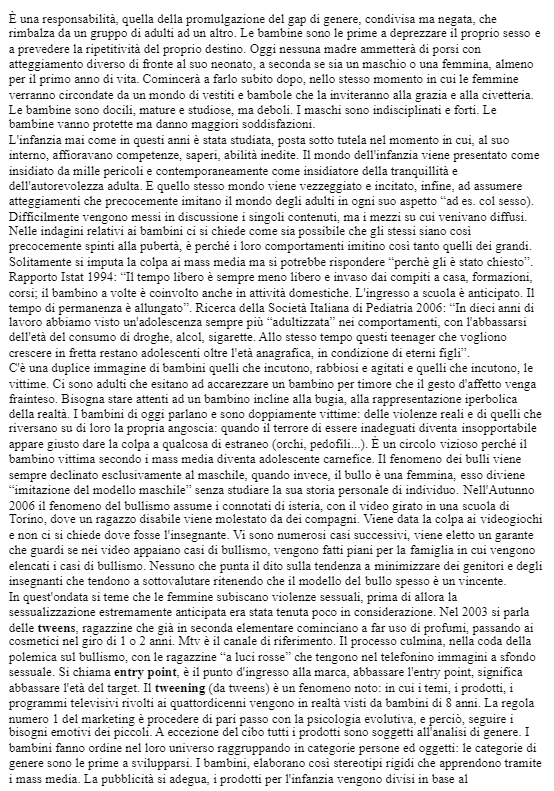 È una responsabilità, quella della promulgazione del gap di genere, condivisa ma negata, che
rimbalza da un gruppo di adulti ad un altro. Le bambine sono le prime a deprezzare il proprio sesso e
a prevedere la ripetitività del proprio destino. Oggi nessuna madre ammetterà di porsi con
atteggiamento diverso di fronte al suo neonato, a seconda se sia un maschio o una femmina, almeno
per il primo anno di vita. Comincerà a farlo subito dopo, nello stesso momento in cui le femmine
verranno circondate da un mondo di vestiti e bambole che la inviteranno alla grazia e alla civetteria.
Le bambine sono docili, mature e studiose, ma deboli. I maschi sono indisciplinati e forti. Le
bambine vanno protette ma danno maggiori soddisfazioni.
L'infanzia mai come in questi anni è stata studiata, posta sotto tutela nel momento in cui, al suo
interno, affioravano competenze, saperi, abilità inedite. Il mondo dell'infanzia viene presentato come
insidiato da mille pericoli e contemporaneamente come insidiatore della tranquillità e
dell'autorevolezza adulta. E quello stesso mondo viene vezzeggiato e incitato, infine, ad assumere
atteggiamenti che precocemente imitano il mondo degli adulti in ogni suo aspetto “ad es. col sesso).
Difficilmente vengono messi in discussione i singoli contenuti, ma i mezzi su cui venivano diffusi.
Nelle indagini relativi ai bambini ci si chiede come sia possibile che gli stessi siano così
precocemente spinti alla pubertà, è perché i loro comportamenti imitino così tanto quelli dei grandi.
Solitamente si imputa la colpa ai mass media ma si potrebbe rispondere “perchè gli è stato chiesto”.
Rapporto Istat 1994: “Il tempo libero è sempre meno libero e invaso dai compiti a casa, formazioni,
corsi; il bambino a volte è coinvolto anche in attività domestiche. L'ingresso a scuola è anticipato. Il
tempo di permanenza è allungato”. Ricerca della Società Italiana di Pediatria 2006: “In dieci anni di
lavoro abbiamo visto un'adolescenza sempre più “adultizzata” nei comportamenti, con l'abbassarsi
dell'età del consumo di droghe, alcol, sigarette. Allo stesso tempo questi teenager che vogliono
crescere in fretta restano adolescenti oltre l'età anagrafica, in condizione di eterni figli”.
C'è una duplice immagine di bambini quelli che incutono, rabbiosi e agitati e quelli che incutono, le
vittime. Ci sono adulti che esitano ad accarezzare un bambino per timore che il gesto d'affetto venga
frainteso. Bisogna stare attenti ad un bambino incline alla bugia, alla rappresentazione iperbolica
della realtà. I bambini di oggi parlano e sono doppiamente vittime: delle violenze reali e di quelli che
riversano su di loro la propria angoscia: quando il terrore di essere inadeguati diventa insopportabile
appare giusto dare la colpa a qualcosa di estraneo (orchi, pedofili...). È un circolo vizioso perché il
bambino vittima secondo i mass media diventa adolescente carnefice. Il fenomeno dei bulli viene
sempre declinato esclusivamente al maschile, quando invece, il bullo è una femmina, esso diviene
“imitazione del modello maschile” senza studiare la sua storia personale di individuo. Nell'Autunno
2006 il fenomeno del bullismo assume i connotati di isteria, con il video girato in una scuola di
Torino, dove un ragazzo disabile viene molestato da dei compagni. Viene data la colpa ai videogiochi
e non ci si chiede dove fosse l'insegnante. Vi sono numerosi casi successivi, viene eletto un garante
che guardi se nei video appaiano casi di bullismo, vengono fatti piani per la famiglia in cui vengono
elencati i casi di bullismo. Nessuno che punta il dito sulla tendenza a minimizzare dei genitori e degli
insegnanti che tendono a sottovalutare ritenendo che il modello del bullo spesso è un vincente.
In quest'ondata si teme che le femmine subiscano violenze sessuali, prima di allora la
sessualizzazione estremamente anticipata era stata tenuta poco in considerazione. Nel 2003 si parla
delle tweens, ragazzine che già in seconda elementare cominciano a far uso di profumi, passando ai
cosmetici nel giro di 1 o 2 anni. Mtv è il canale di riferimento. Il processo culmina, nella coda della
polemica sul bullismo, con le ragazzine “a luci rosse” che tengono nel telefonino immagini a sfondo
sessuale. Si chiama entry point, è il punto d'ingresso alla marca, abbassare l'entry point, significa
abbassare l'età del target. Il tweening (da tweens) è un fenomeno noto: in cui i temi, i prodotti, i
programmi televisivi rivolti ai quattordicenni vengono in realtà visti da bambini di 8 anni. La regola
numero 1 del marketing è procedere di pari passo con la psicologia evolutiva, e perciò, seguire i
bisogni emotivi dei piccoli. A eccezione del cibo tutti i prodotti sono soggetti all'analisi di genere. I
bambini fanno ordine nel loro universo raggruppando in categorie persone ed oggetti: le categorie di
genere sono le prime a svilupparsi. I bambini, elaborano così stereotipi rigidi che apprendono tramite
i mass media. La pubblicità si adegua, i prodotti per l'infanzia vengono divisi in base al